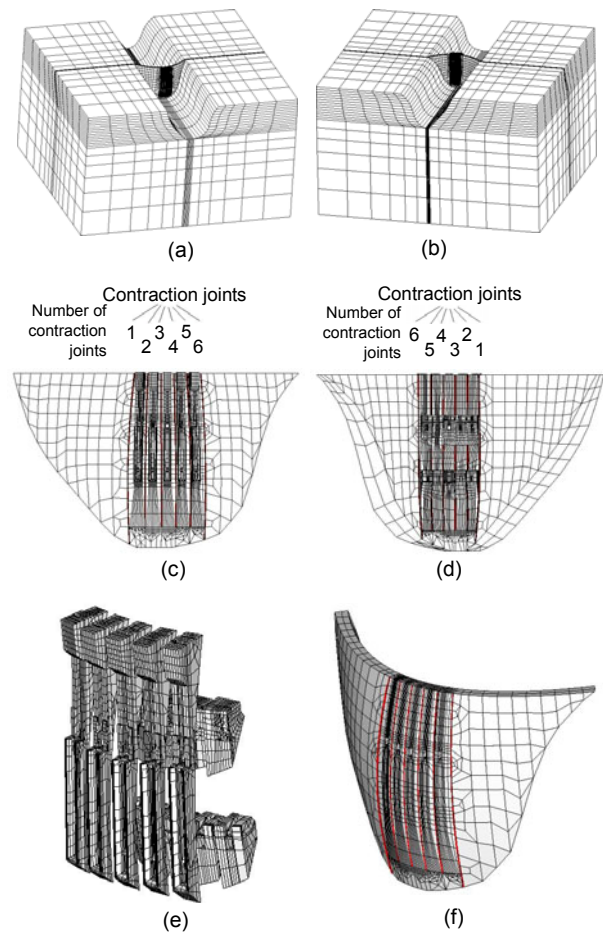 (a)
(b)
Contraction joints
Number of
contraction
joints
1 3 5
2 4 6
Contraction joints
Number of
contraction
joints
6 4 2
5 3 1
(c)
(d)
(e)
(f)